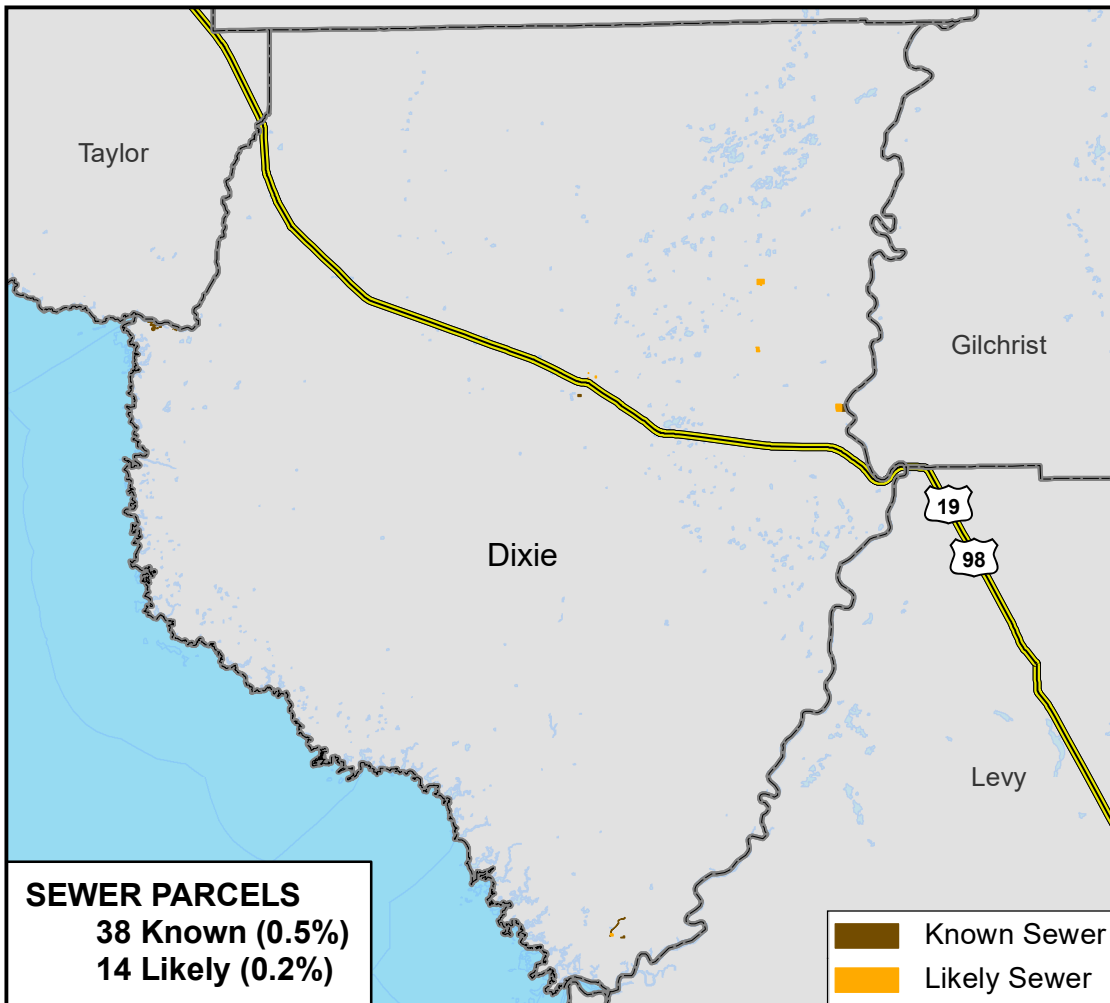 Taylor
Gilchrist
19
98
Dixie
Levy
SEWER PARCELS
38 Known (0.5%)
14 Likely (0.2%)
Known Sewer
Likely Sewer